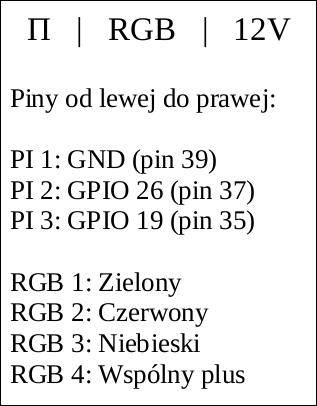 Π | RGB | 12V
Piny od lewej do prawej:
PI 1: GND (pin 39)
PI 2: GPIO 26 (pin 37)
PI 3: GPIO 19 (pin 35)
RGB 1: Zielony
RGB 2: Czerwony
RGB 3: Niebieski
RGB 4: Wspólny plus